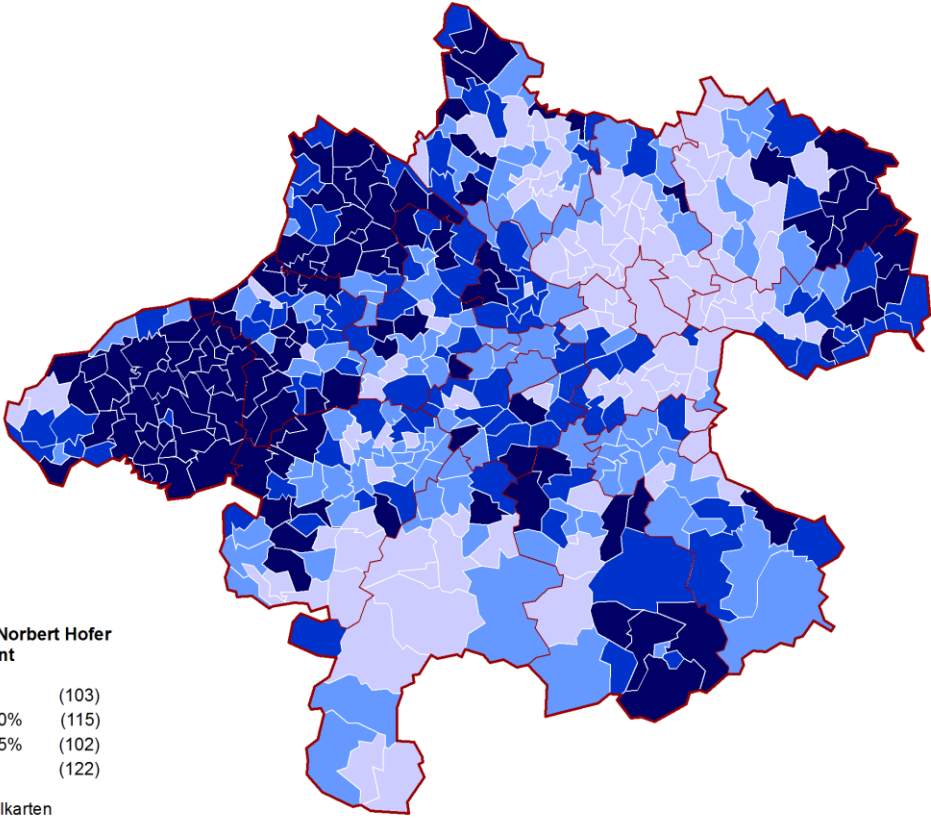 Norbert Hofer
nt
(103)
0% (115)
5% (102)
(122)
lkarten